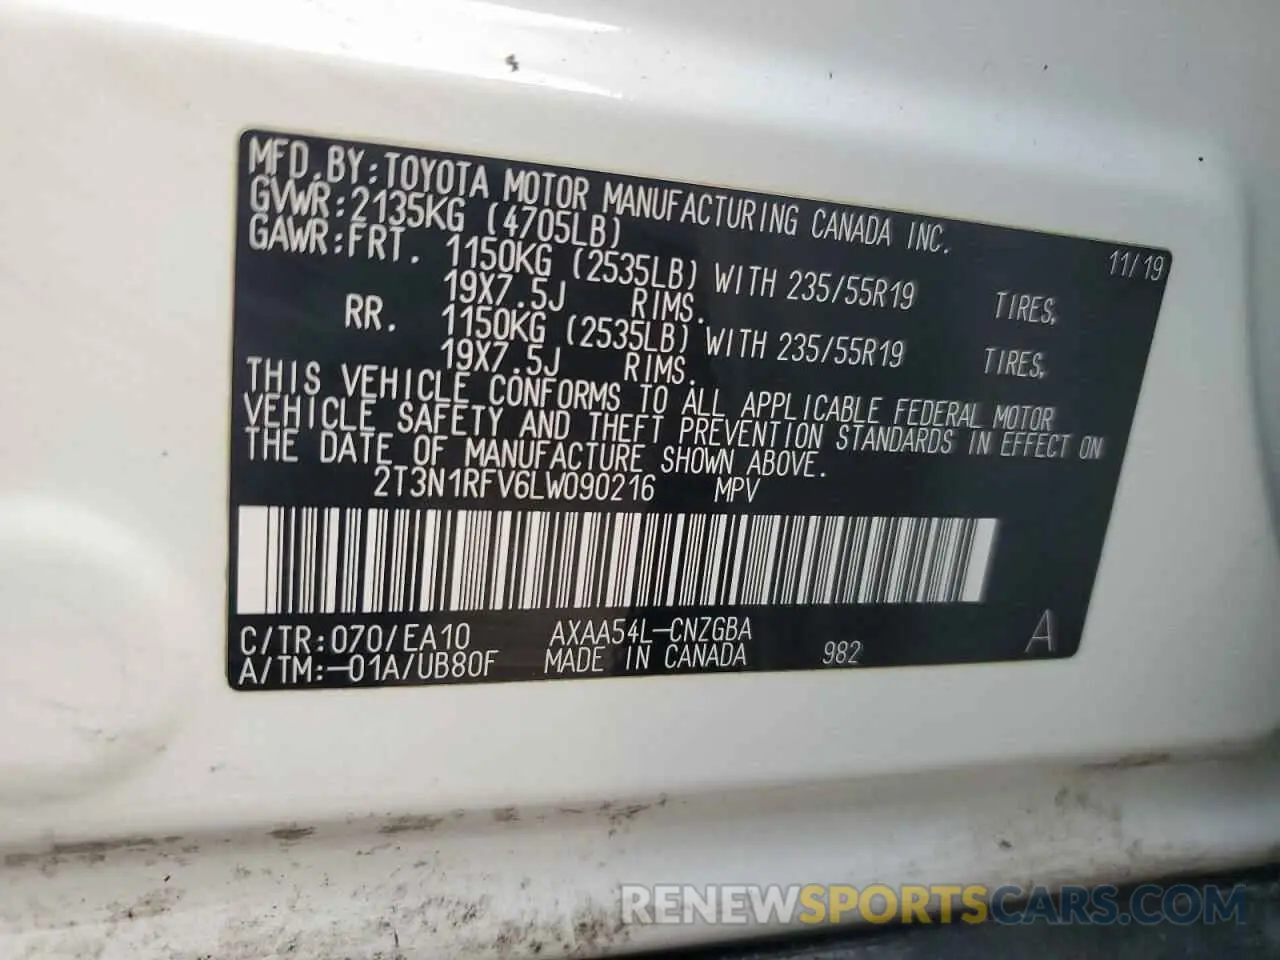 MFD.BY:TOYOTA MOTOR MANUFACTURING CANADA INC.
GVWR:2135KG (4705LB) 11/19
GAWR:FRT. 1150KG (2535LB) WITH 235/55R19 TIRES,
19X7.5J RIMS.
RR. 1150KG (2535LB) WITH 235/55R19 TIRES,
19X7.5J RIMS.
THIS VEHICLE CONFORMS TO ALL APPLICABLE FEDERAL MOTOR
VEHICLE SAFETY AND THEFT PREVENTION STANDARDS IN EFFECT ON
THE DATE OF MANUFACTURE SHOWN ABOVE.
2T3N1RFV6LW090216 MPV
C/TR:070/EA10 AXAA54L-CNZGBA
A/TM:-01A/UB80F MADE IN CANADA 982 A
RENEWSPORTSCARS.COM